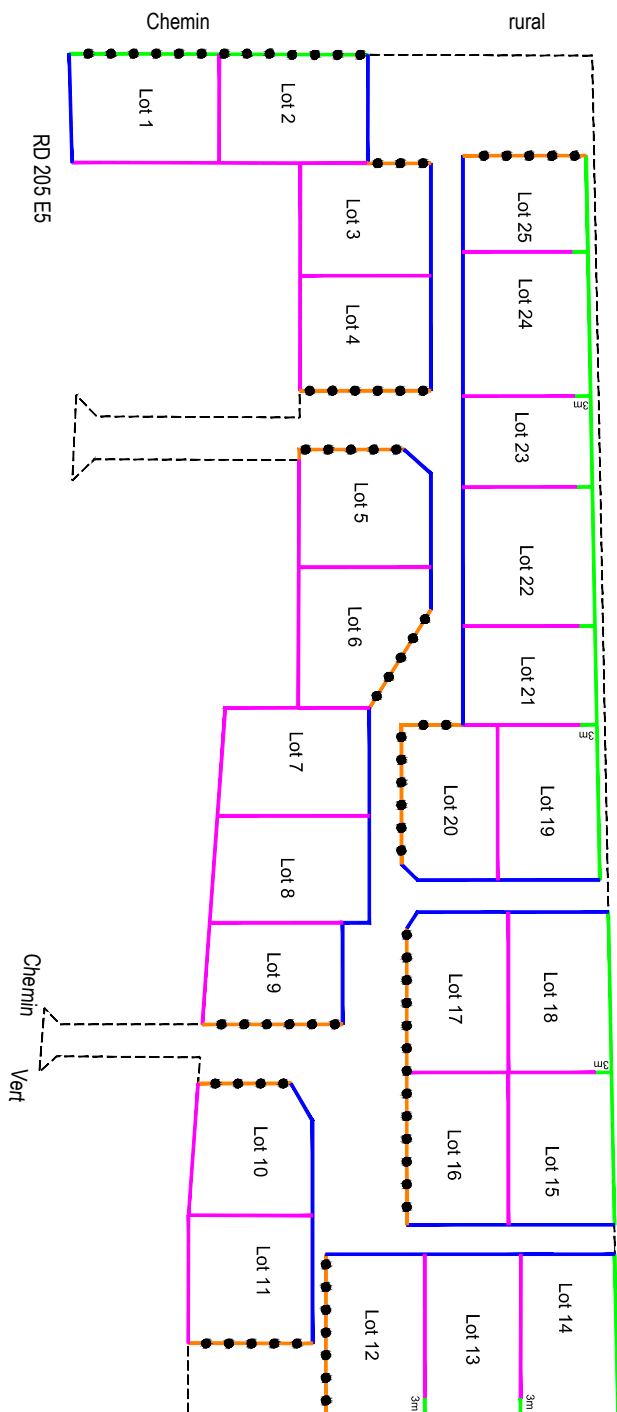 Chemin
rural
Lot 1
Lot 2
RD 205 E5
Lot 3
Lot 25
Lot 4
Lot 24
3m
Lot 23
Lot 5
Lot 22
Lot 6
Lot 21
3m
Lot 7
Lot 20
Lot 19
Lot 8
Lot 9
Lot 17
Lot 18
Chemin
Vert
3m
Lot 10
Lot 16
Lot 15
Lot 11
Lot 12
Lot 13
Lot 14
3m
3m